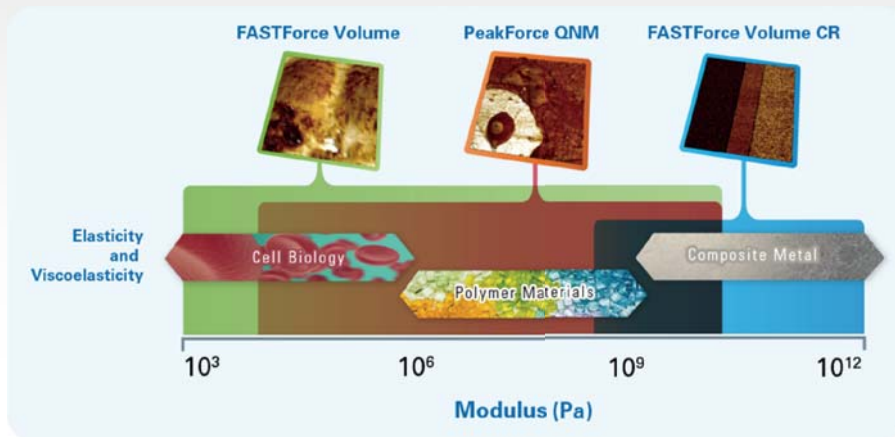 FASTForce Volume
PeakForce QNM
FASTForce Volume CR
Elasticity
and
Viscoelasticity
Cell Biology
Polymer Materials
Composite Metal
10³
10⁶
10⁹
10¹²
Modulus (Pa)